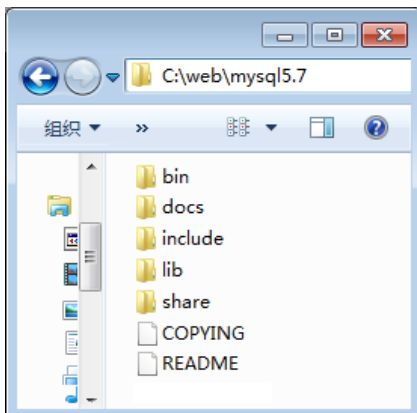 C:\web\mysql5.7
组织 »
bin
docs
include
lib
share
COPYING
README